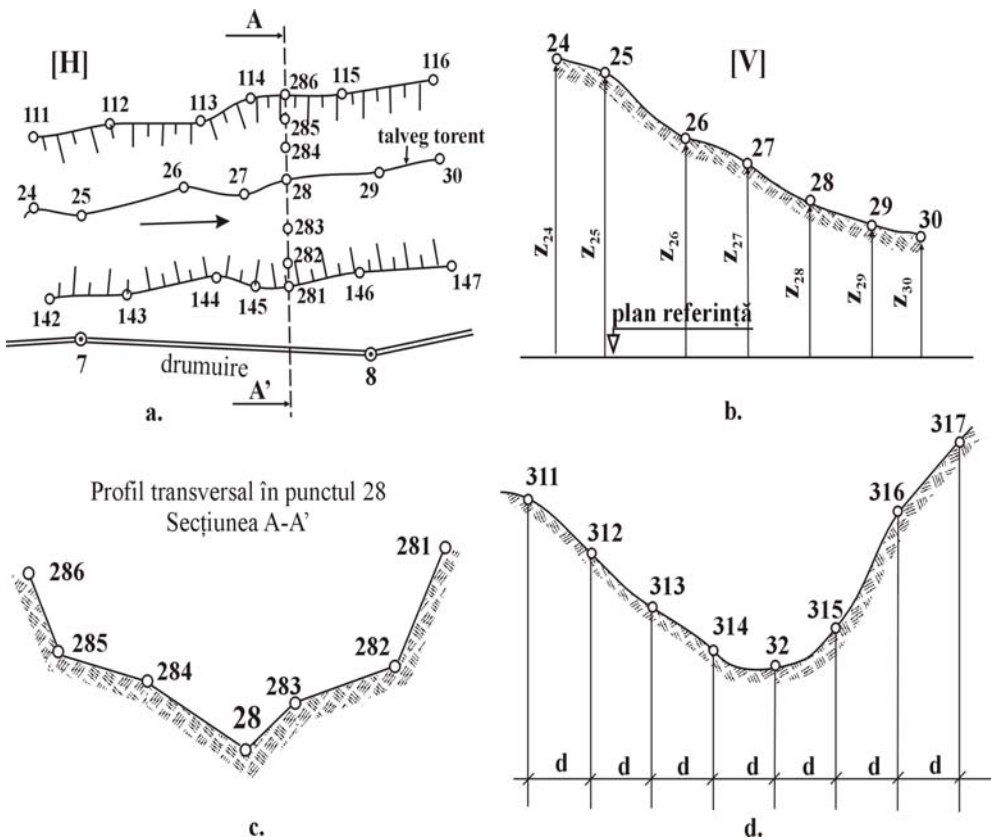 A
[H]
116
286
115
114
113
112
111
285
284
talveg torent
26
27
28
29
30
24
25
283
282
147
146
281
145
144
143
142
7
drumuire
8
A’
a.
[V]
24
25
26
27
28
29
30
z24
z25
z26
z27
z28
z29
z30
plan referință
b.
Profil transversal în punctul 28
Secțiunea A-A’
286
281
285
284
282
283
28
c.
317
311
316
312
313
315
314
32
d
d
d
d
d
d
d
d.